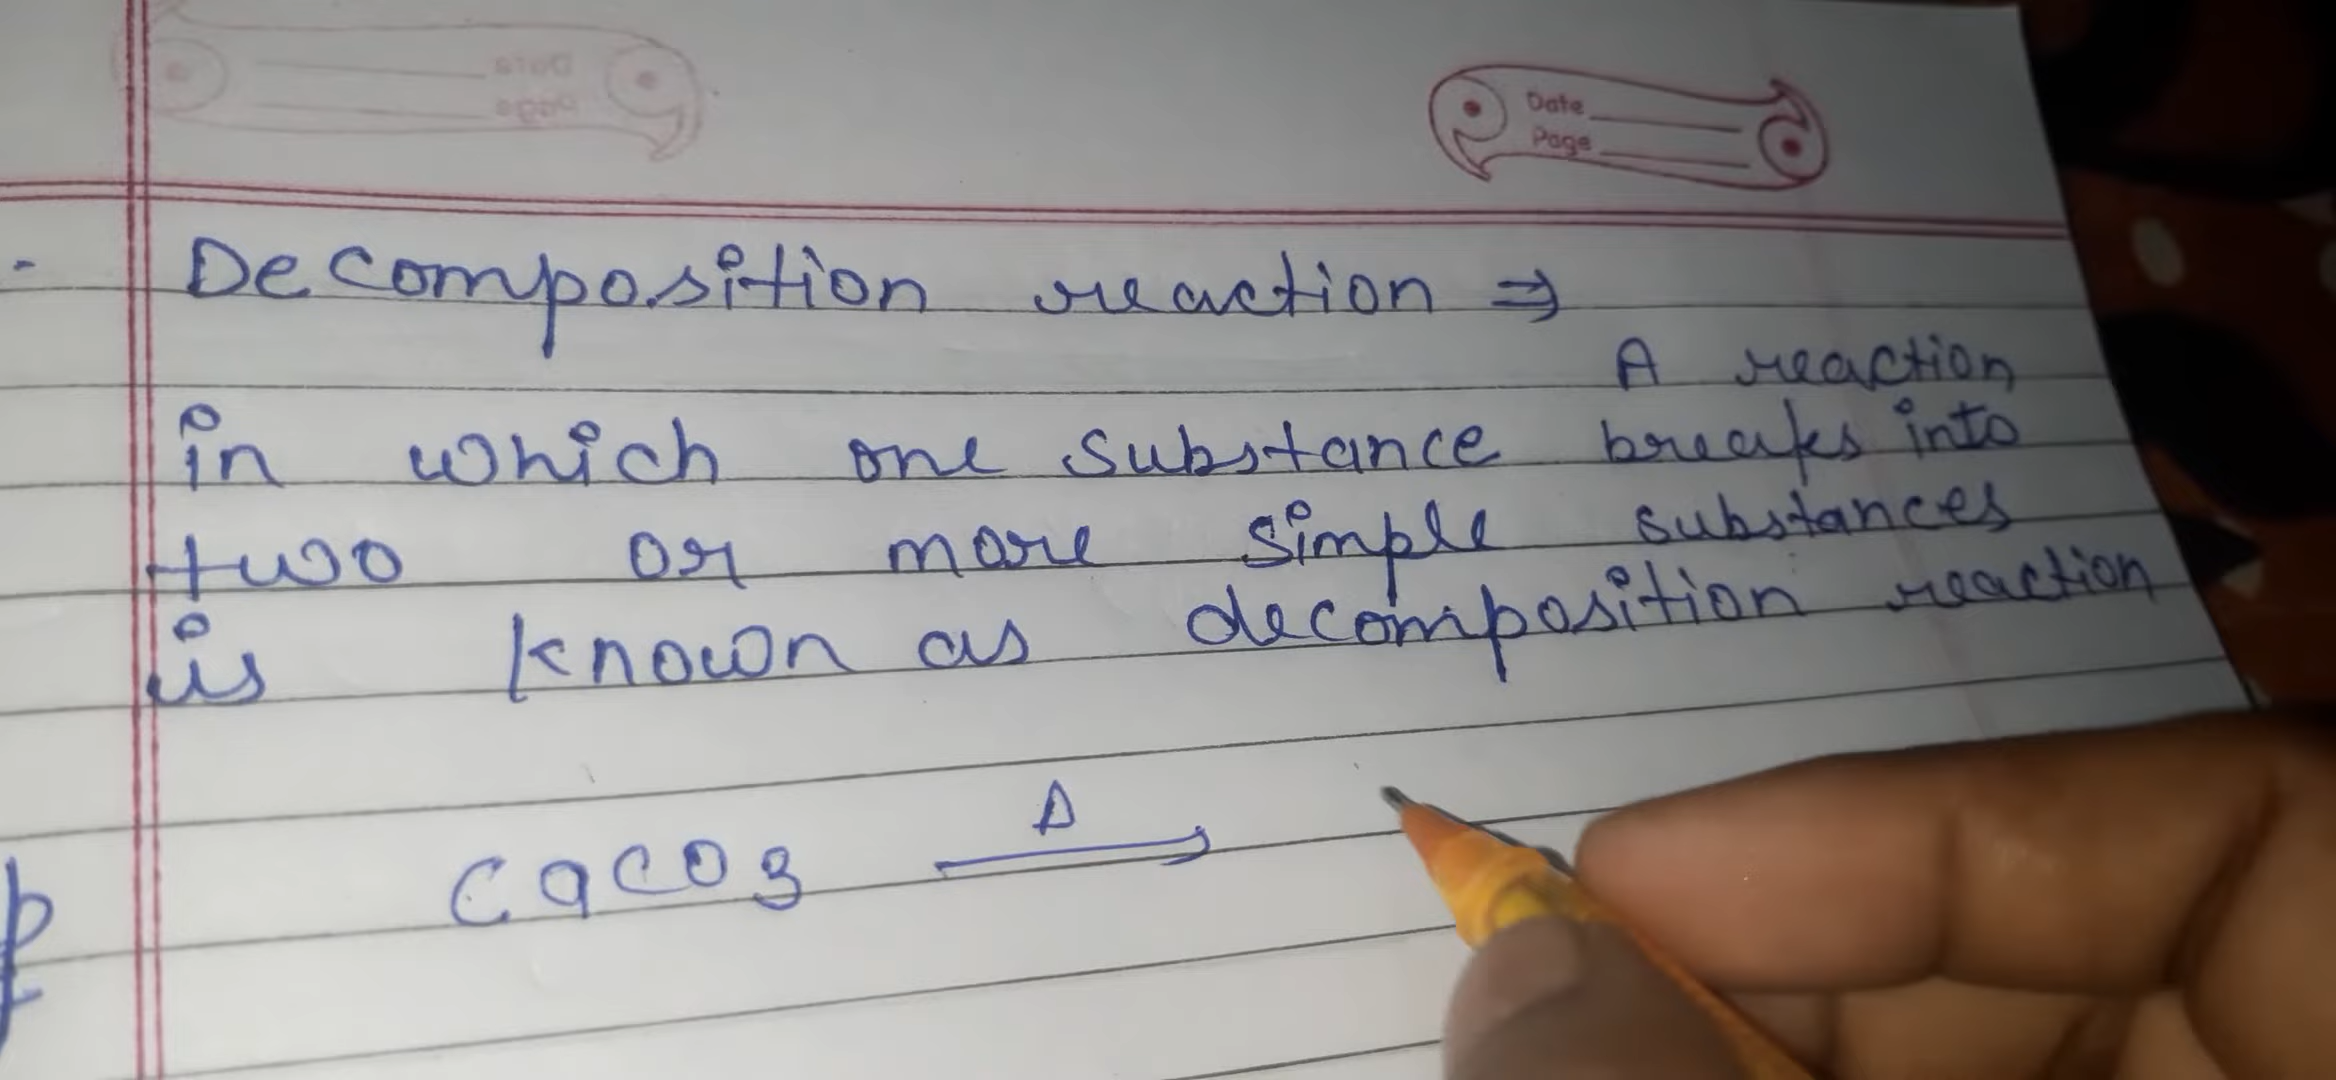 Date
Page
Decomposition reaction ⇒
A reaction
in which one substance breaks into
two or more simple substances
is known as decomposition reaction
Δ
CaCO3 →